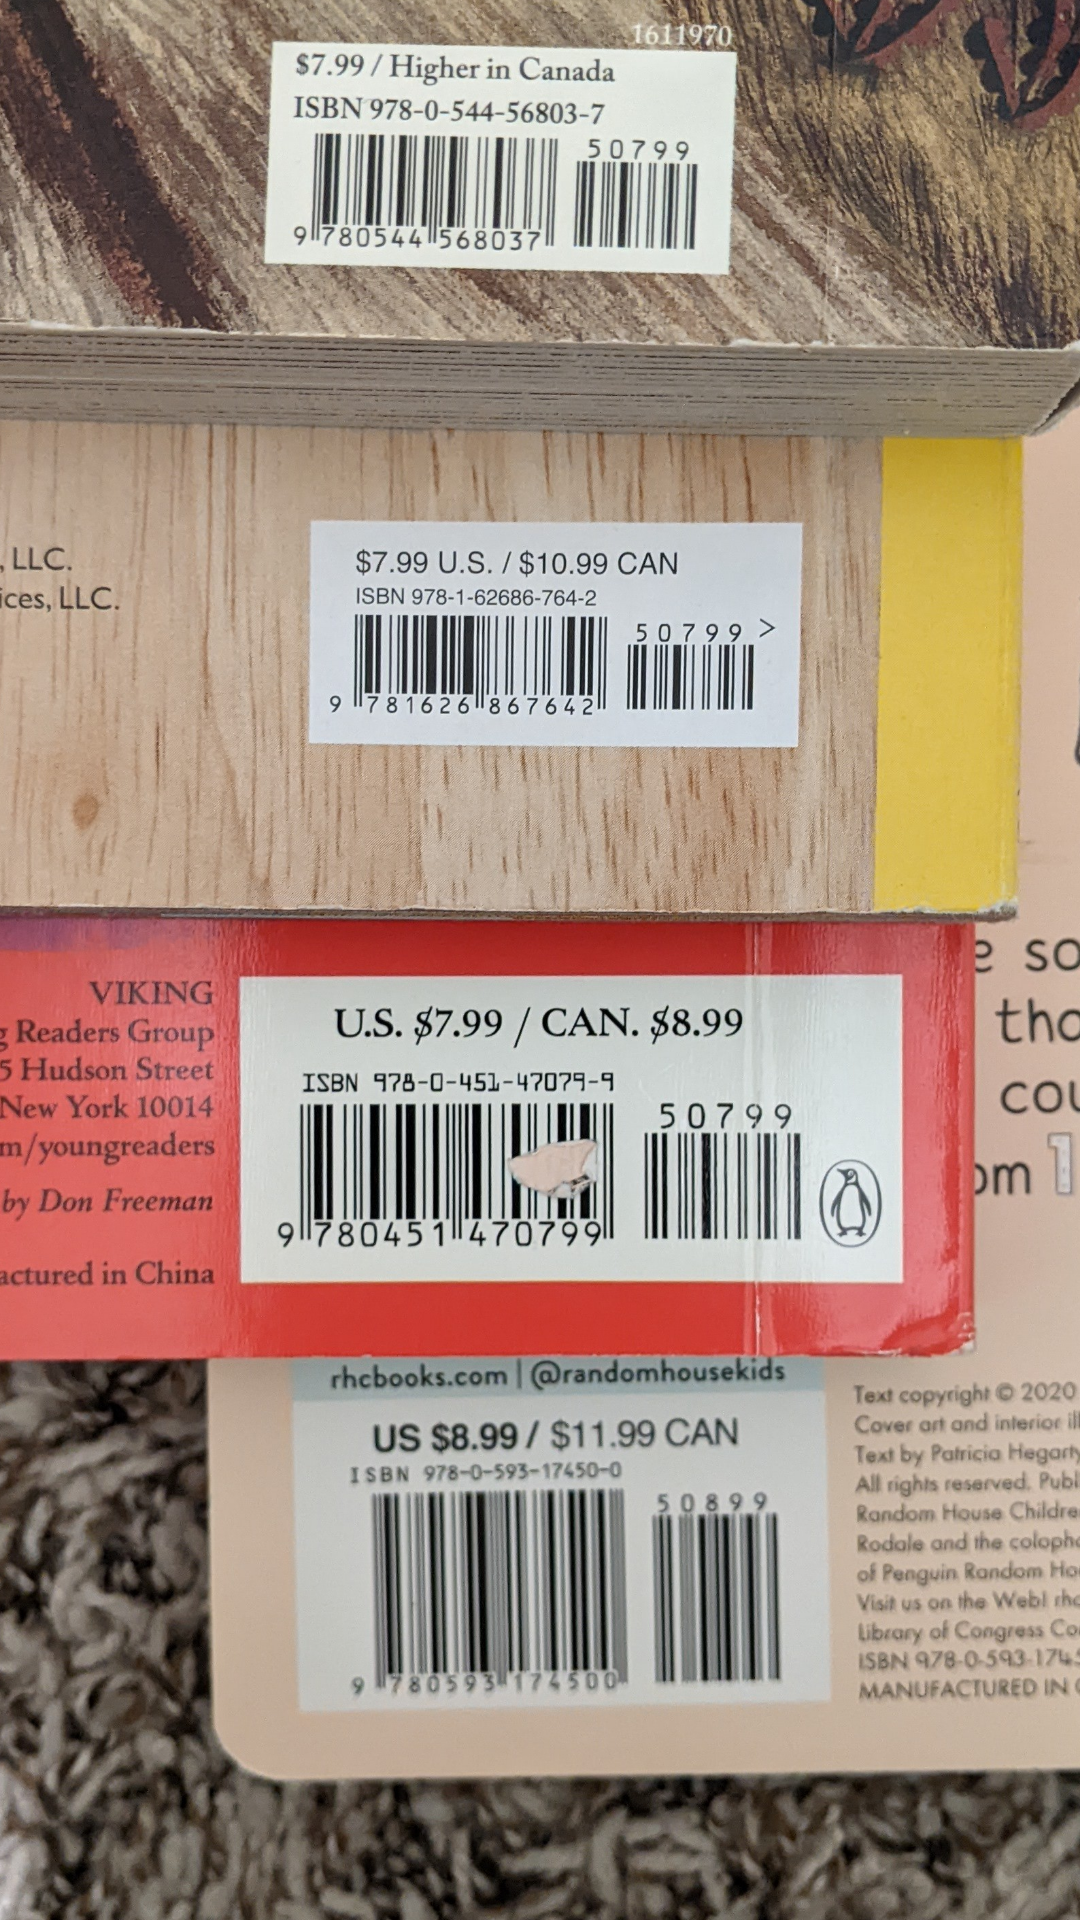 1611970
$7.99 / Higher in Canada
ISBN 978-0-544-56803-7
50799
9 780544 568037
, LLC.
ices, LLC.
$7.99 U.S. / $10.99 CAN
ISBN 978-1-62686-764-2
50799 >
9 781626 867642
VIKING
g Readers Group
5 Hudson Street
New York 10014
m/youngreaders
by Don Freeman
actured in China
U.S. $7.99 / CAN. $8.99
ISBN 978-0-451-47079-9
50799
9 780451 470799
e so
tho
cou
om 1
rhcbooks.com | @randomhousekids
US $8.99 / $11.99 CAN
ISBN 978-0-593-17450-0
50899
9 780593 174500
Text copyright © 2020
Cover art and interior ill
Text by Patricia Hegarty
All rights reserved. Publ
Random House Childre
Rodale and the colopho
of Penguin Random Ho
Visit us on the Web! rhc
Library of Congress Co
ISBN 978-0-593-1745
MANUFACTURED IN C